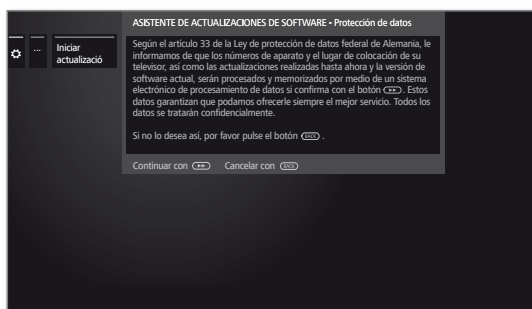 ASISTENTE DE ACTUALIZACIONES DE SOFTWARE - Protección de datos
...
Iniciar
actualizació
Según el artículo 33 de la Ley de protección de datos federal de Alemania, le
informamos de que los números de aparato y el lugar de colocación de su
televisor, así como las actualizaciones realizadas hasta ahora y la versión de
software actual, serán procesados y memorizados por medio de un sistema
electrónico de procesamiento de datos si confirma con el botón . Estos
datos garantizan que podamos ofrecerle siempre el mejor servicio. Todos los
datos se tratarán confidencialmente.
Si no lo desea así, por favor pulse el botón BACK .
Continuar con Cancelar con BACK